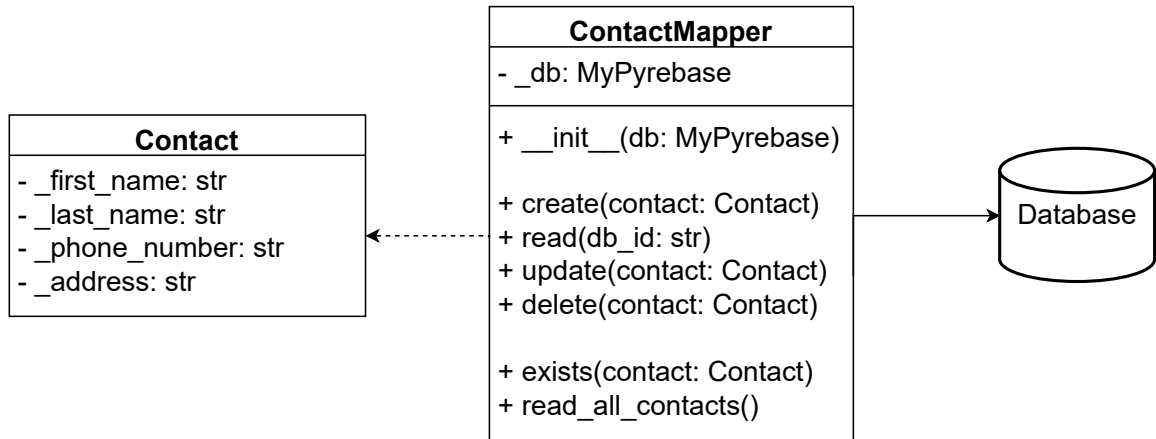 Contact
- _first_name: str
- _last_name: str
- _phone_number: str
- _address: str
ContactMapper
- _db: MyPyrebase
+ __init__(db: MyPyrebase)
+ create(contact: Contact)
+ read(db_id: str)
+ update(contact: Contact)
+ delete(contact: Contact)
+ exists(contact: Contact)
+ read_all_contacts()
Database